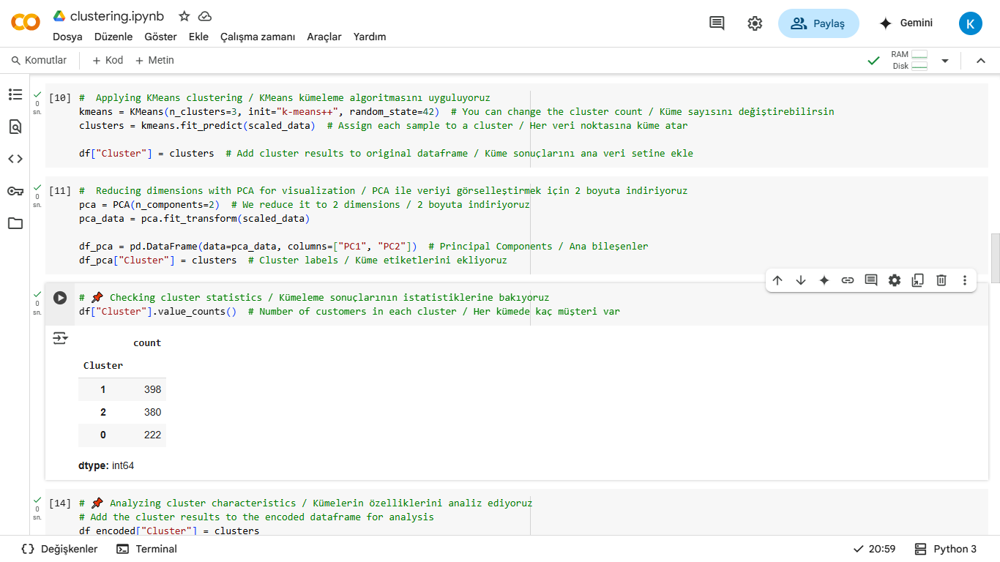 clustering.ipynb
Dosya Düzenle Göster Ekle Çalışma zamanı Araçlar Yardım
Paylaş
Gemini
K
Komutlar + Kod + Metin
RAM
Disk
[10] #  Applying KMeans clustering / KMeans kümeleme algoritmasını uyguluyoruz
0
sn.
kmeans = KMeans(n_clusters=3, init="k-means++", random_state=42)  # You can change the cluster count / Küme sayısını değiştirebilirsin
clusters = kmeans.fit_predict(scaled_data)  # Assign each sample to a cluster / Her veri noktasına küme atar
df["Cluster"] = clusters  # Add cluster results to original dataframe / Küme sonuçlarını ana veri setine ekle
[11] #  Reducing dimensions with PCA for visualization / PCA ile veriyi görselleştirmek için 2 boyuta indiriyoruz
0
sn.
pca = PCA(n_components=2)  # We reduce it to 2 dimensions / 2 boyuta indiriyoruz
pca_data = pca.fit_transform(scaled_data)
df_pca = pd.DataFrame(data=pca_data, columns=["PC1", "PC2"])  # Principal Components / Ana bileşenler
df_pca["Cluster"] = clusters  # Cluster labels / Küme etiketlerini ekliyoruz
0
sn.
# 📌 Checking cluster statistics / Kümeleme sonuçlarının istatistiklerine bakıyoruz
df["Cluster"].value_counts()  # Number of customers in each cluster / Her kümede kaç müşteri var
count
Cluster
1 398
2 380
0 222
dtype: int64
[14] # 📌 Analyzing cluster characteristics / Kümelerin özelliklerini analiz ediyoruz
0
sn.
# Add the cluster results to the encoded dataframe for analysis
df_encoded["Cluster"] = clusters
Değişkenler Terminal 20:59 Python 3